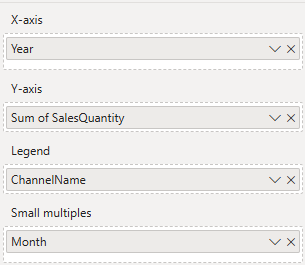 X-axis
Year
Y-axis
Sum of SalesQuantity
Legend
ChannelName
Small multiples
Month